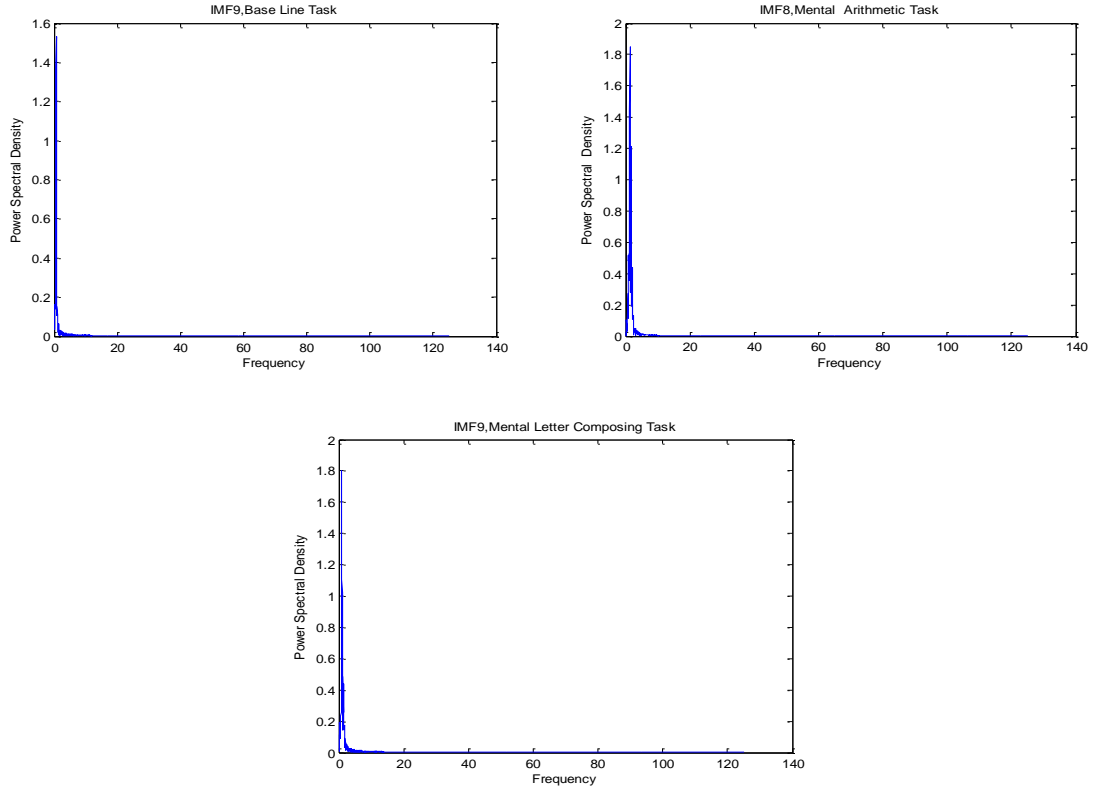 IMF9,Base Line Task
Power Spectral Density
1.6
1.4
1.2
1
0.8
0.6
0.4
0.2
0
0 20 40 60 80 100 120 140
Frequency
IMF8,Mental Arithmetic Task
Power Spectral Density
2
1.8
1.6
1.4
1.2
1
0.8
0.6
0.4
0.2
0
0 20 40 60 80 100 120 140
Frequency
IMF9,Mental Letter Composing Task
Power Spectral Density
2
1.8
1.6
1.4
1.2
1
0.8
0.6
0.4
0.2
0
0 20 40 60 80 100 120 140
Frequency